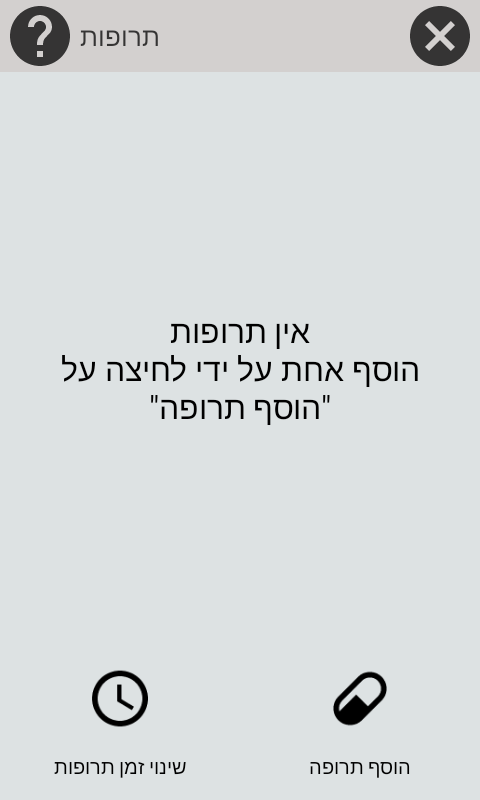 תרופות
אין תרופות
הוסף אחת על ידי לחיצה על
"הוסף תרופה"
הוסף תרופה
שינוי זמן תרופות